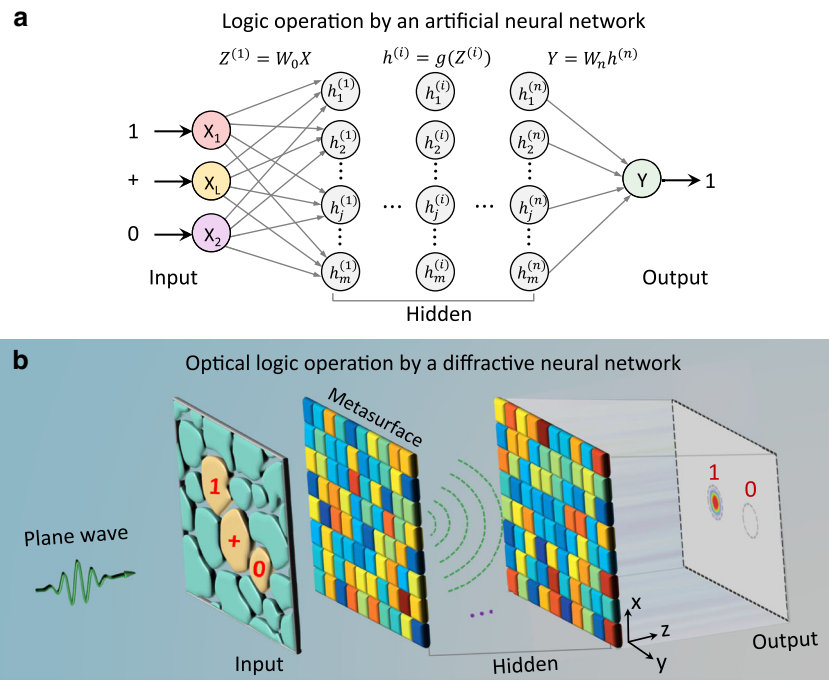 a
Logic operation by an artificial neural network
Z⁽¹⁾ = W₀X
h⁽ⁱ⁾ = g(Z⁽ⁱ⁾)
Y = Wₙh⁽ⁿ⁾
1
X₁
+
X_L
0
X₂
Input
h₁⁽¹⁾ h₁⁽ⁱ⁾ h₁⁽ⁿ⁾
h₂⁽¹⁾ h₂⁽ⁱ⁾ h₂⁽ⁿ⁾
hⱼ⁽¹⁾ ... hⱼ⁽ⁱ⁾ ... hⱼ⁽ⁿ⁾
hₘ⁽¹⁾ hₘ⁽ⁱ⁾ hₘ⁽ⁿ⁾
Hidden
Y
1
Output
b
Optical logic operation by a diffractive neural network
Plane wave
1
+
0
Input
Metasurface
...
Hidden
1
0
x
z
y
Output